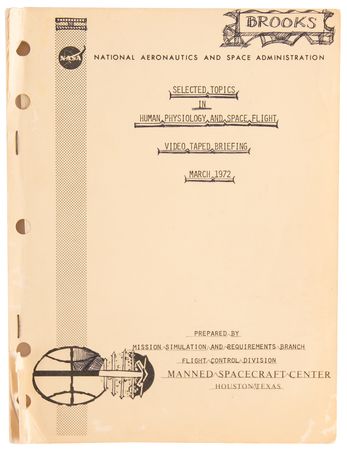 BROOKS
NASA
NATIONAL AERONAUTICS AND SPACE ADMINISTRATION
SELECTED TOPICS
IN
HUMAN PHYSIOLOGY AND SPACE FLIGHT
VIDEO TAPED BRIEFING
MARCH 1972
PREPARED BY
MISSION SIMULATION AND REQUIREMENTS BRANCH
FLIGHT CONTROL DIVISION
MANNED SPACECRAFT CENTER
HOUSTON, TEXAS